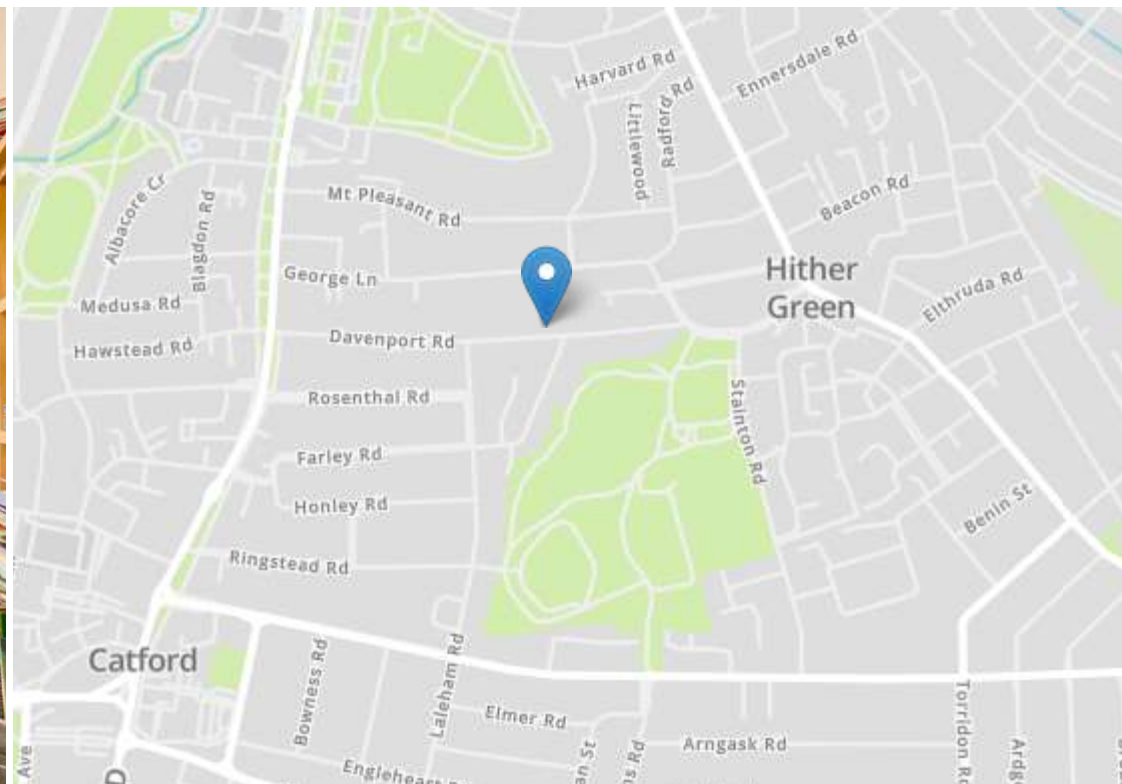 Harvard Rd
Ennersdale Rd
Littlewood
Radford Rd
Albacore Cr
Blagdon Rd
Mt Pleasant Rd
Beacon Rd
George Ln
Hither
Green
Elthruda Rd
Medusa Rd
Davenport Rd
Hawstead Rd
Rosenthal Rd
Stainton Rd
Farley Rd
Honley Rd
Benin St
Ringstead Rd
Catford
Bowness Rd
Laleham Rd
Elmer Rd
Arngask Rd
Torridon Rd
Engleheart
Ave